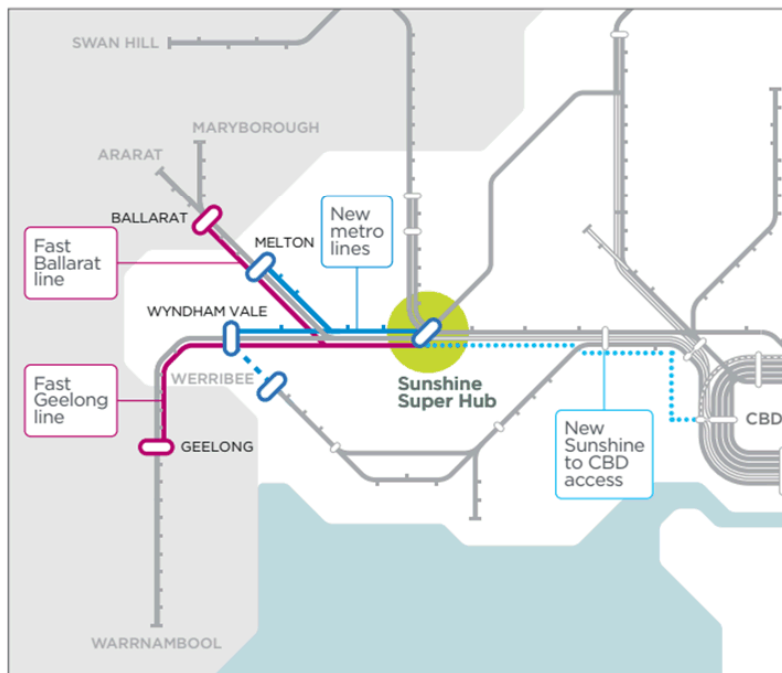 SWAN HILL
MARYBOROUGH
ARARAT
BALLARAT
New
metro
lines
MELTON
Fast
Ballarat
line
WYNDHAM VALE
WERRIBEE
Sunshine
Super Hub
Fast
Geelong
line
New
Sunshine
to CBD
access
CBD
GEELONG
WARRNAMBOOL